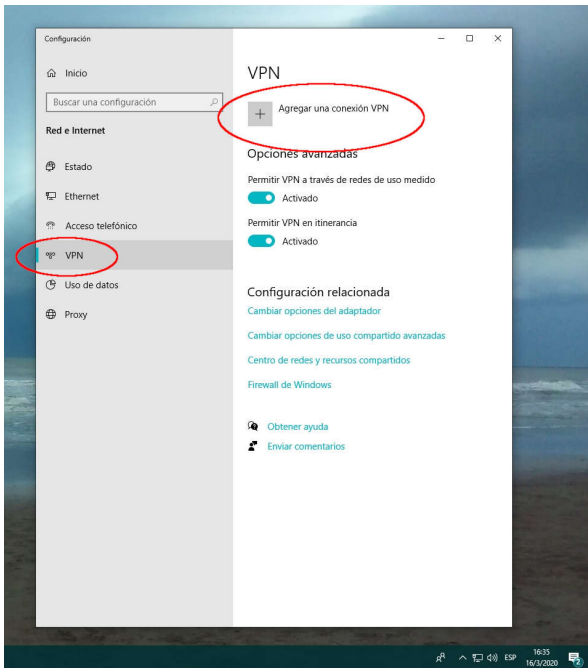 Configuración
Inicio
Buscar una configuración
Red e Internet
Estado
Ethernet
Acceso telefónico
VPN
Uso de datos
Proxy
VPN
Agregar una conexión VPN
Opciones avanzadas
Permitir VPN a través de redes de uso medido
Activado
Permitir VPN en itinerancia
Activado
Configuración relacionada
Cambiar opciones del adaptador
Cambiar opciones de uso compartido avanzadas
Centro de redes y recursos compartidos
Firewall de Windows
Obtener ayuda
Enviar comentarios
ESP
16:35
16/3/2020
2